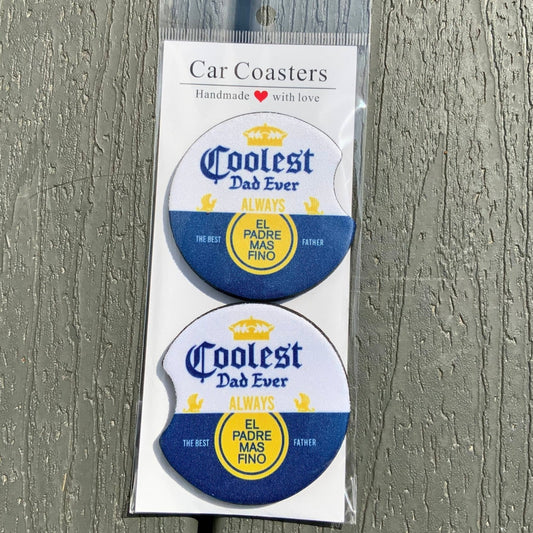 Car Coasters
Handmade ❤ with love
Coolest
Dad Ever
ALWAYS
THE BEST
EL
PADRE
MAS
FINO
FATHER
Coolest
Dad Ever
ALWAYS
THE BEST
EL
PADRE
MAS
FINO
FATHER